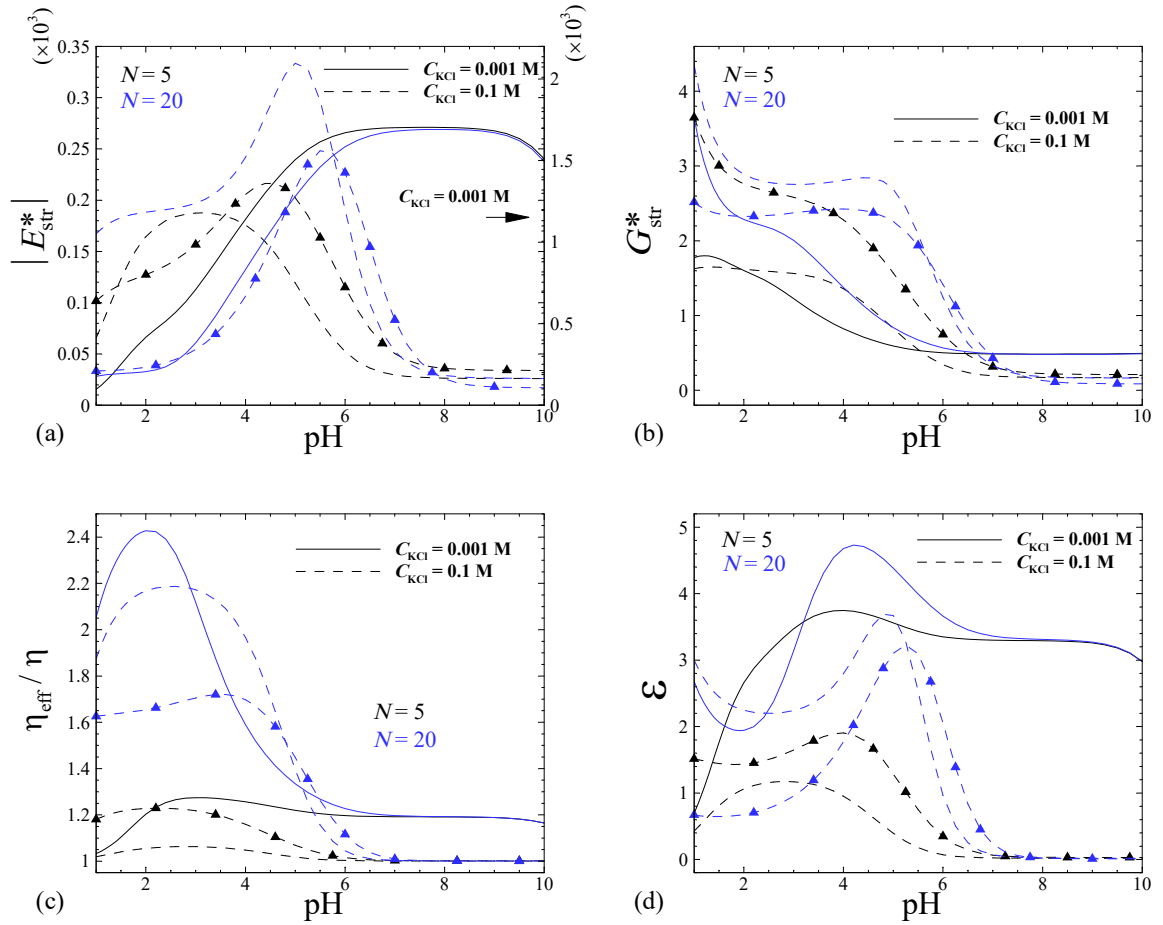 (×10³)
(×10³)
0.35
0.3
0.25
0.2
0.15
0.1
0.05
0
2
1.5
1
0.5
0
N = 5
N = 20
C_KCl = 0.001 M
C_KCl = 0.1 M
C_KCl = 0.001 M
|E*_str|
2 4 6 8 10
(a) pH
4
3
2
1
0
N = 5
N = 20
C_KCl = 0.001 M
C_KCl = 0.1 M
G*_str
2 4 6 8 10
(b) pH
2.4
2.2
2
1.8
1.6
1.4
1.2
1
C_KCl = 0.001 M
C_KCl = 0.1 M
N = 5
N = 20
η_eff / η
2 4 6 8 10
(c) pH
5
4
3
2
1
0
N = 5
N = 20
C_KCl = 0.001 M
C_KCl = 0.1 M
ε
2 4 6 8 10
(d) pH